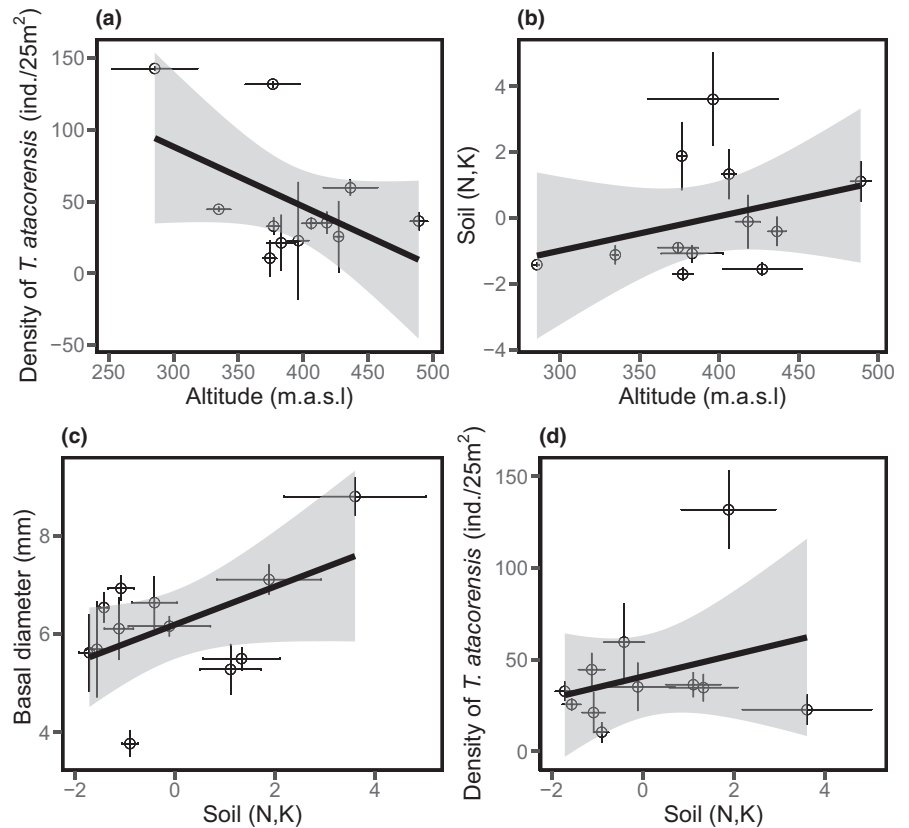 (a)
Density of T. atacorensis (ind./25m²)
150
100
50
0
−50
250 300 350 400 450 500
Altitude (m.a.s.l)
(b)
Soil (N,K)
4
2
0
−2
−4
300 350 400 450 500
Altitude (m.a.s.l)
(c)
Basal diameter (mm)
8
6
4
−2 0 2 4
Soil (N,K)
(d)
Density of T. atacorensis (ind./25m²)
150
100
50
0
−2 0 2 4
Soil (N,K)